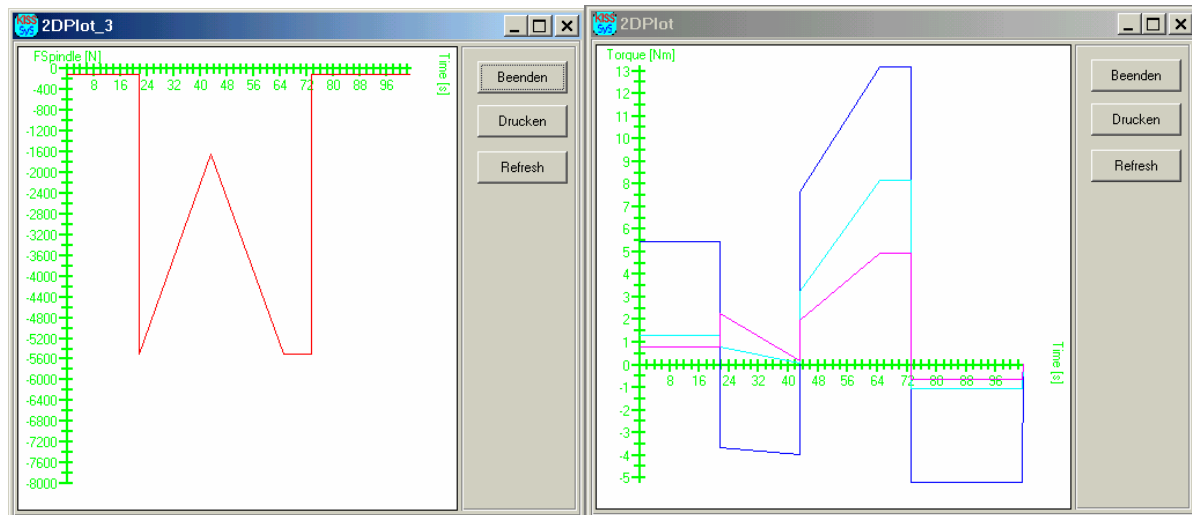 KISS
SyS
2DPlot_3
FSpindle [N]
Time [s]
0
-400
-800
-1200
-1600
-2000
-2400
-2800
-3200
-3600
-4000
-4400
-4800
-5200
-5600
-6000
-6400
-6800
-7200
-7600
-8000
8 16 24 32 40 48 56 64 72 80 88 96
Beenden
Drucken
Refresh
KISS
SyS
2DPlot
Torque [Nm]
13
12
11
10
9
8
7
6
5
4
3
2
1
0
-1
-2
-3
-4
-5
8 16 24 32 40 48 56 64 72 80 88 96
Time [s]
Beenden
Drucken
Refresh